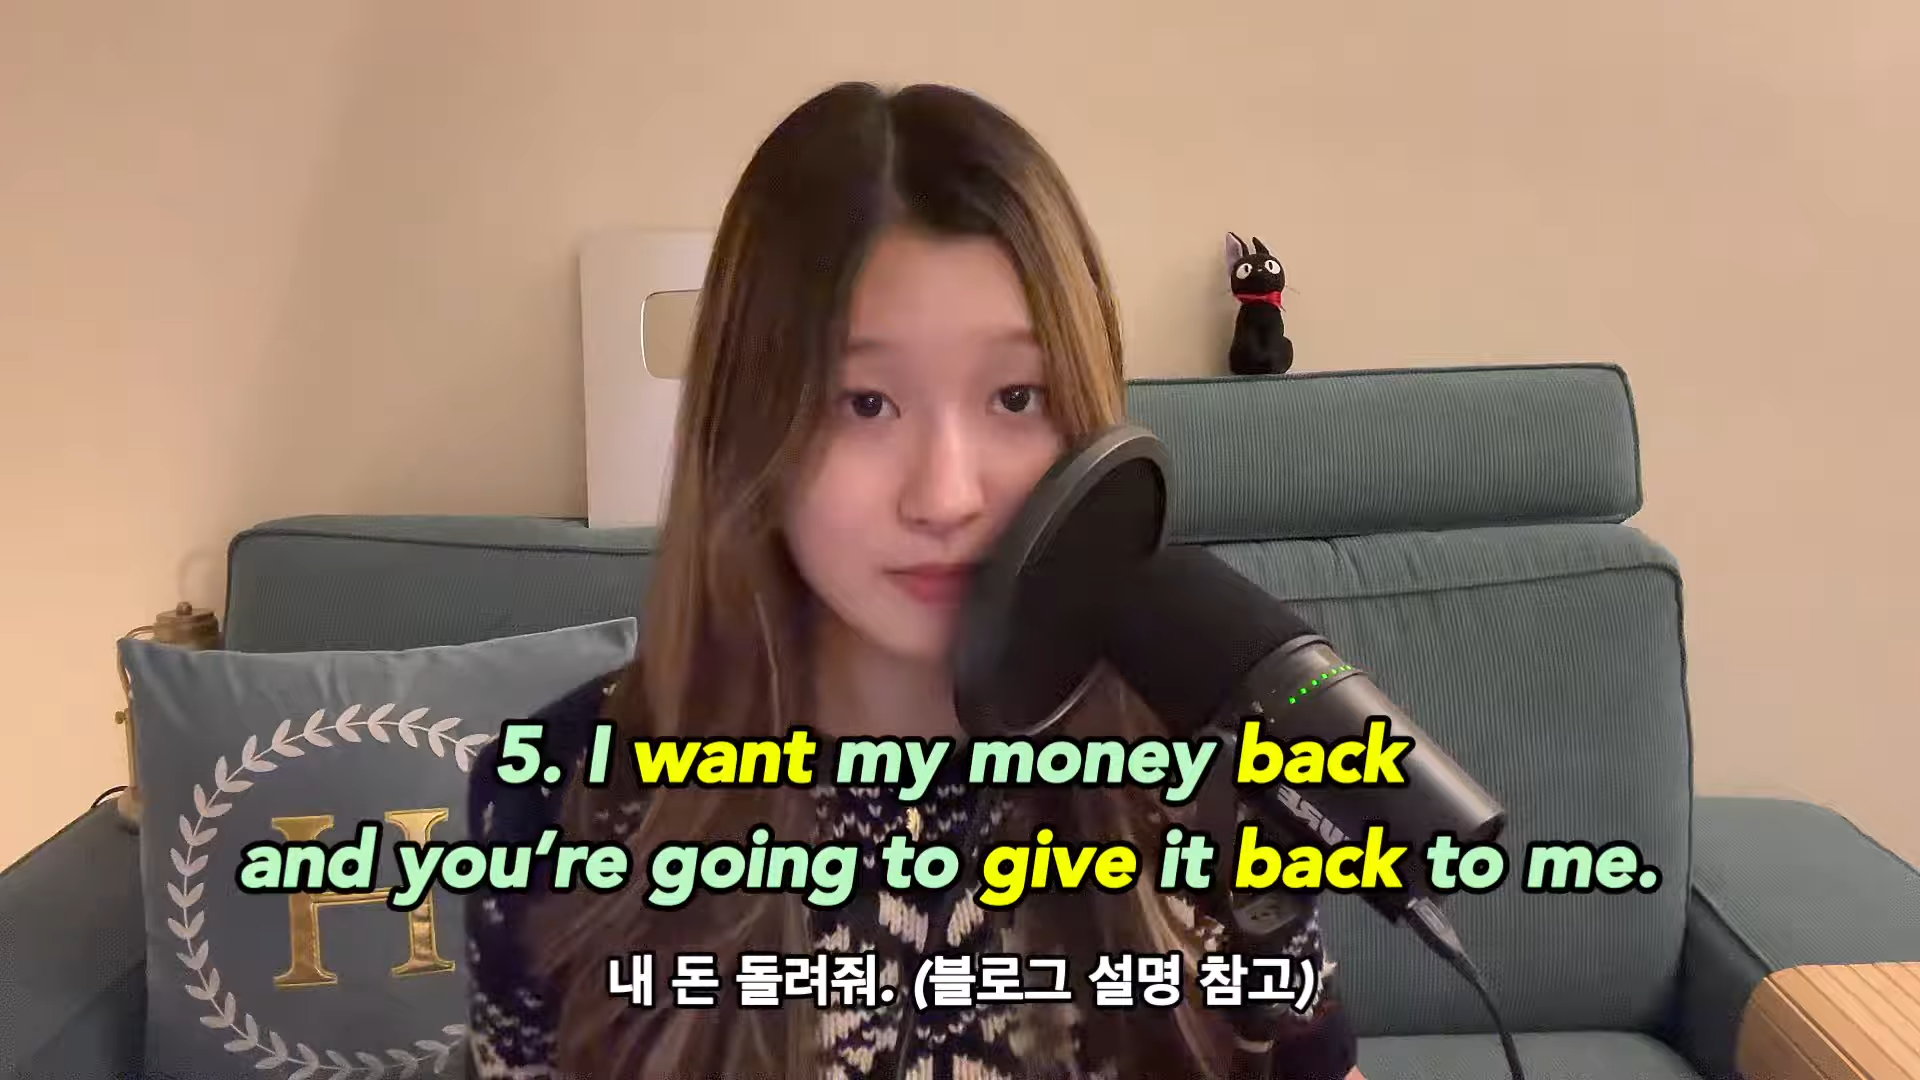 5. I want my money back
and you're going to give it back to me.
내 돈 돌려줘. (블로그 설명 참고)
H